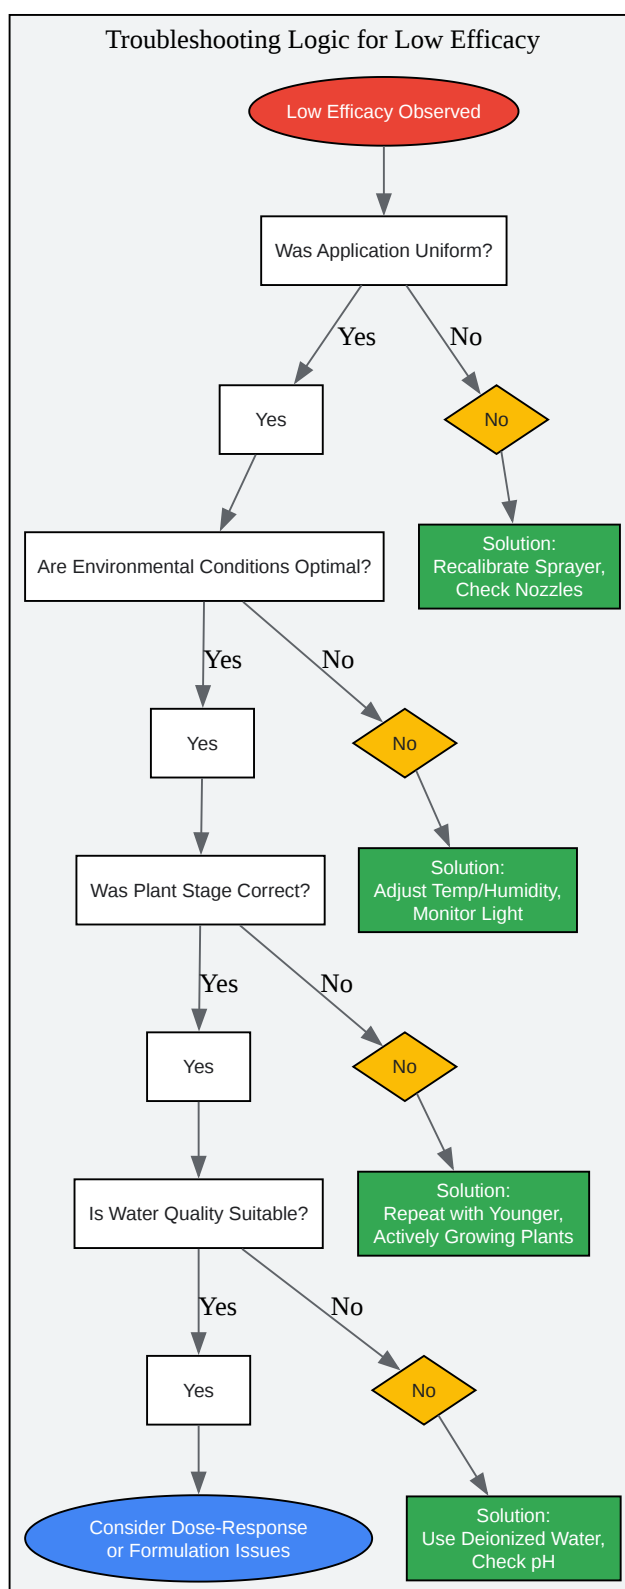 Troubleshooting Logic for Low Efficacy
Low Efficacy Observed
Was Application Uniform?
Yes
No
Yes
No
Solution:
Recalibrate Sprayer,
Check Nozzles
Are Environmental Conditions Optimal?
Yes
No
Yes
No
Solution:
Adjust Temp/Humidity,
Monitor Light
Was Plant Stage Correct?
Yes
No
Yes
No
Solution:
Repeat with Younger,
Actively Growing Plants
Is Water Quality Suitable?
Yes
No
Yes
No
Solution:
Use Deionized Water,
Check pH
Consider Dose-Response
or Formulation Issues